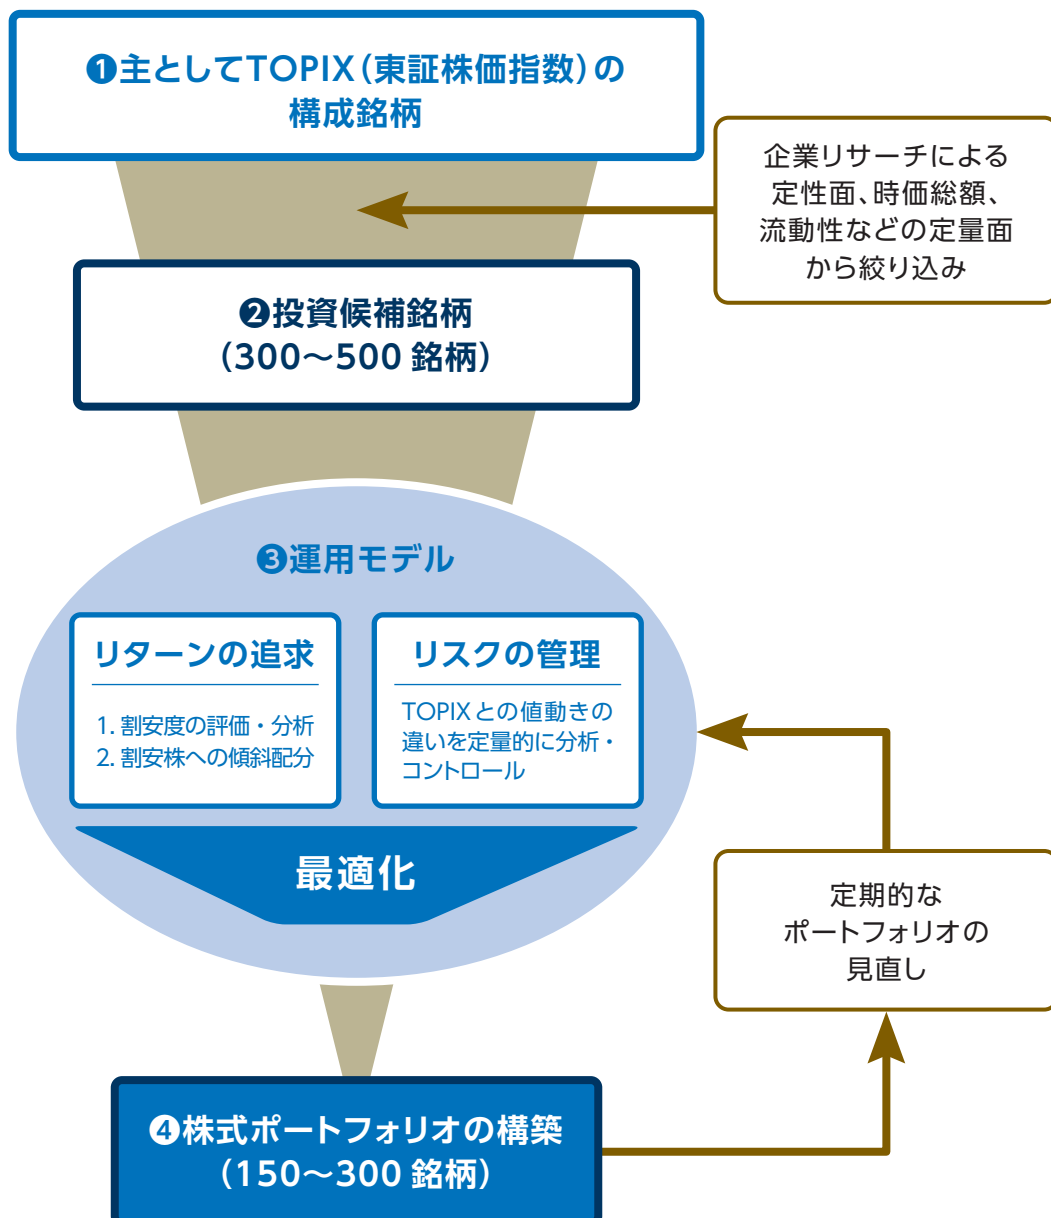 ❶主としてTOPIX(東証株価指数)の
構成銘柄
企業リサーチによる
定性面、時価総額、
流動性などの定量面
から絞り込み
❷投資候補銘柄
(300～500 銘柄)
❸運用モデル
リターンの追求
1. 割安度の評価・分析
2. 割安株への傾斜配分
リスクの管理
TOPIXとの値動きの
違いを定量的に分析・
コントロール
最適化
定期的な
ポートフォリオの
見直し
❹株式ポートフォリオの構築
(150～300 銘柄)